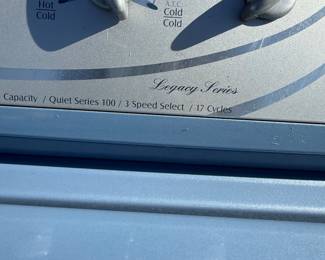 Hot
Cold
A.T.C.
Cold
Cold
Legacy Series
Capacity / Quiet Series 100 / 3 Speed Select / 17 Cycles